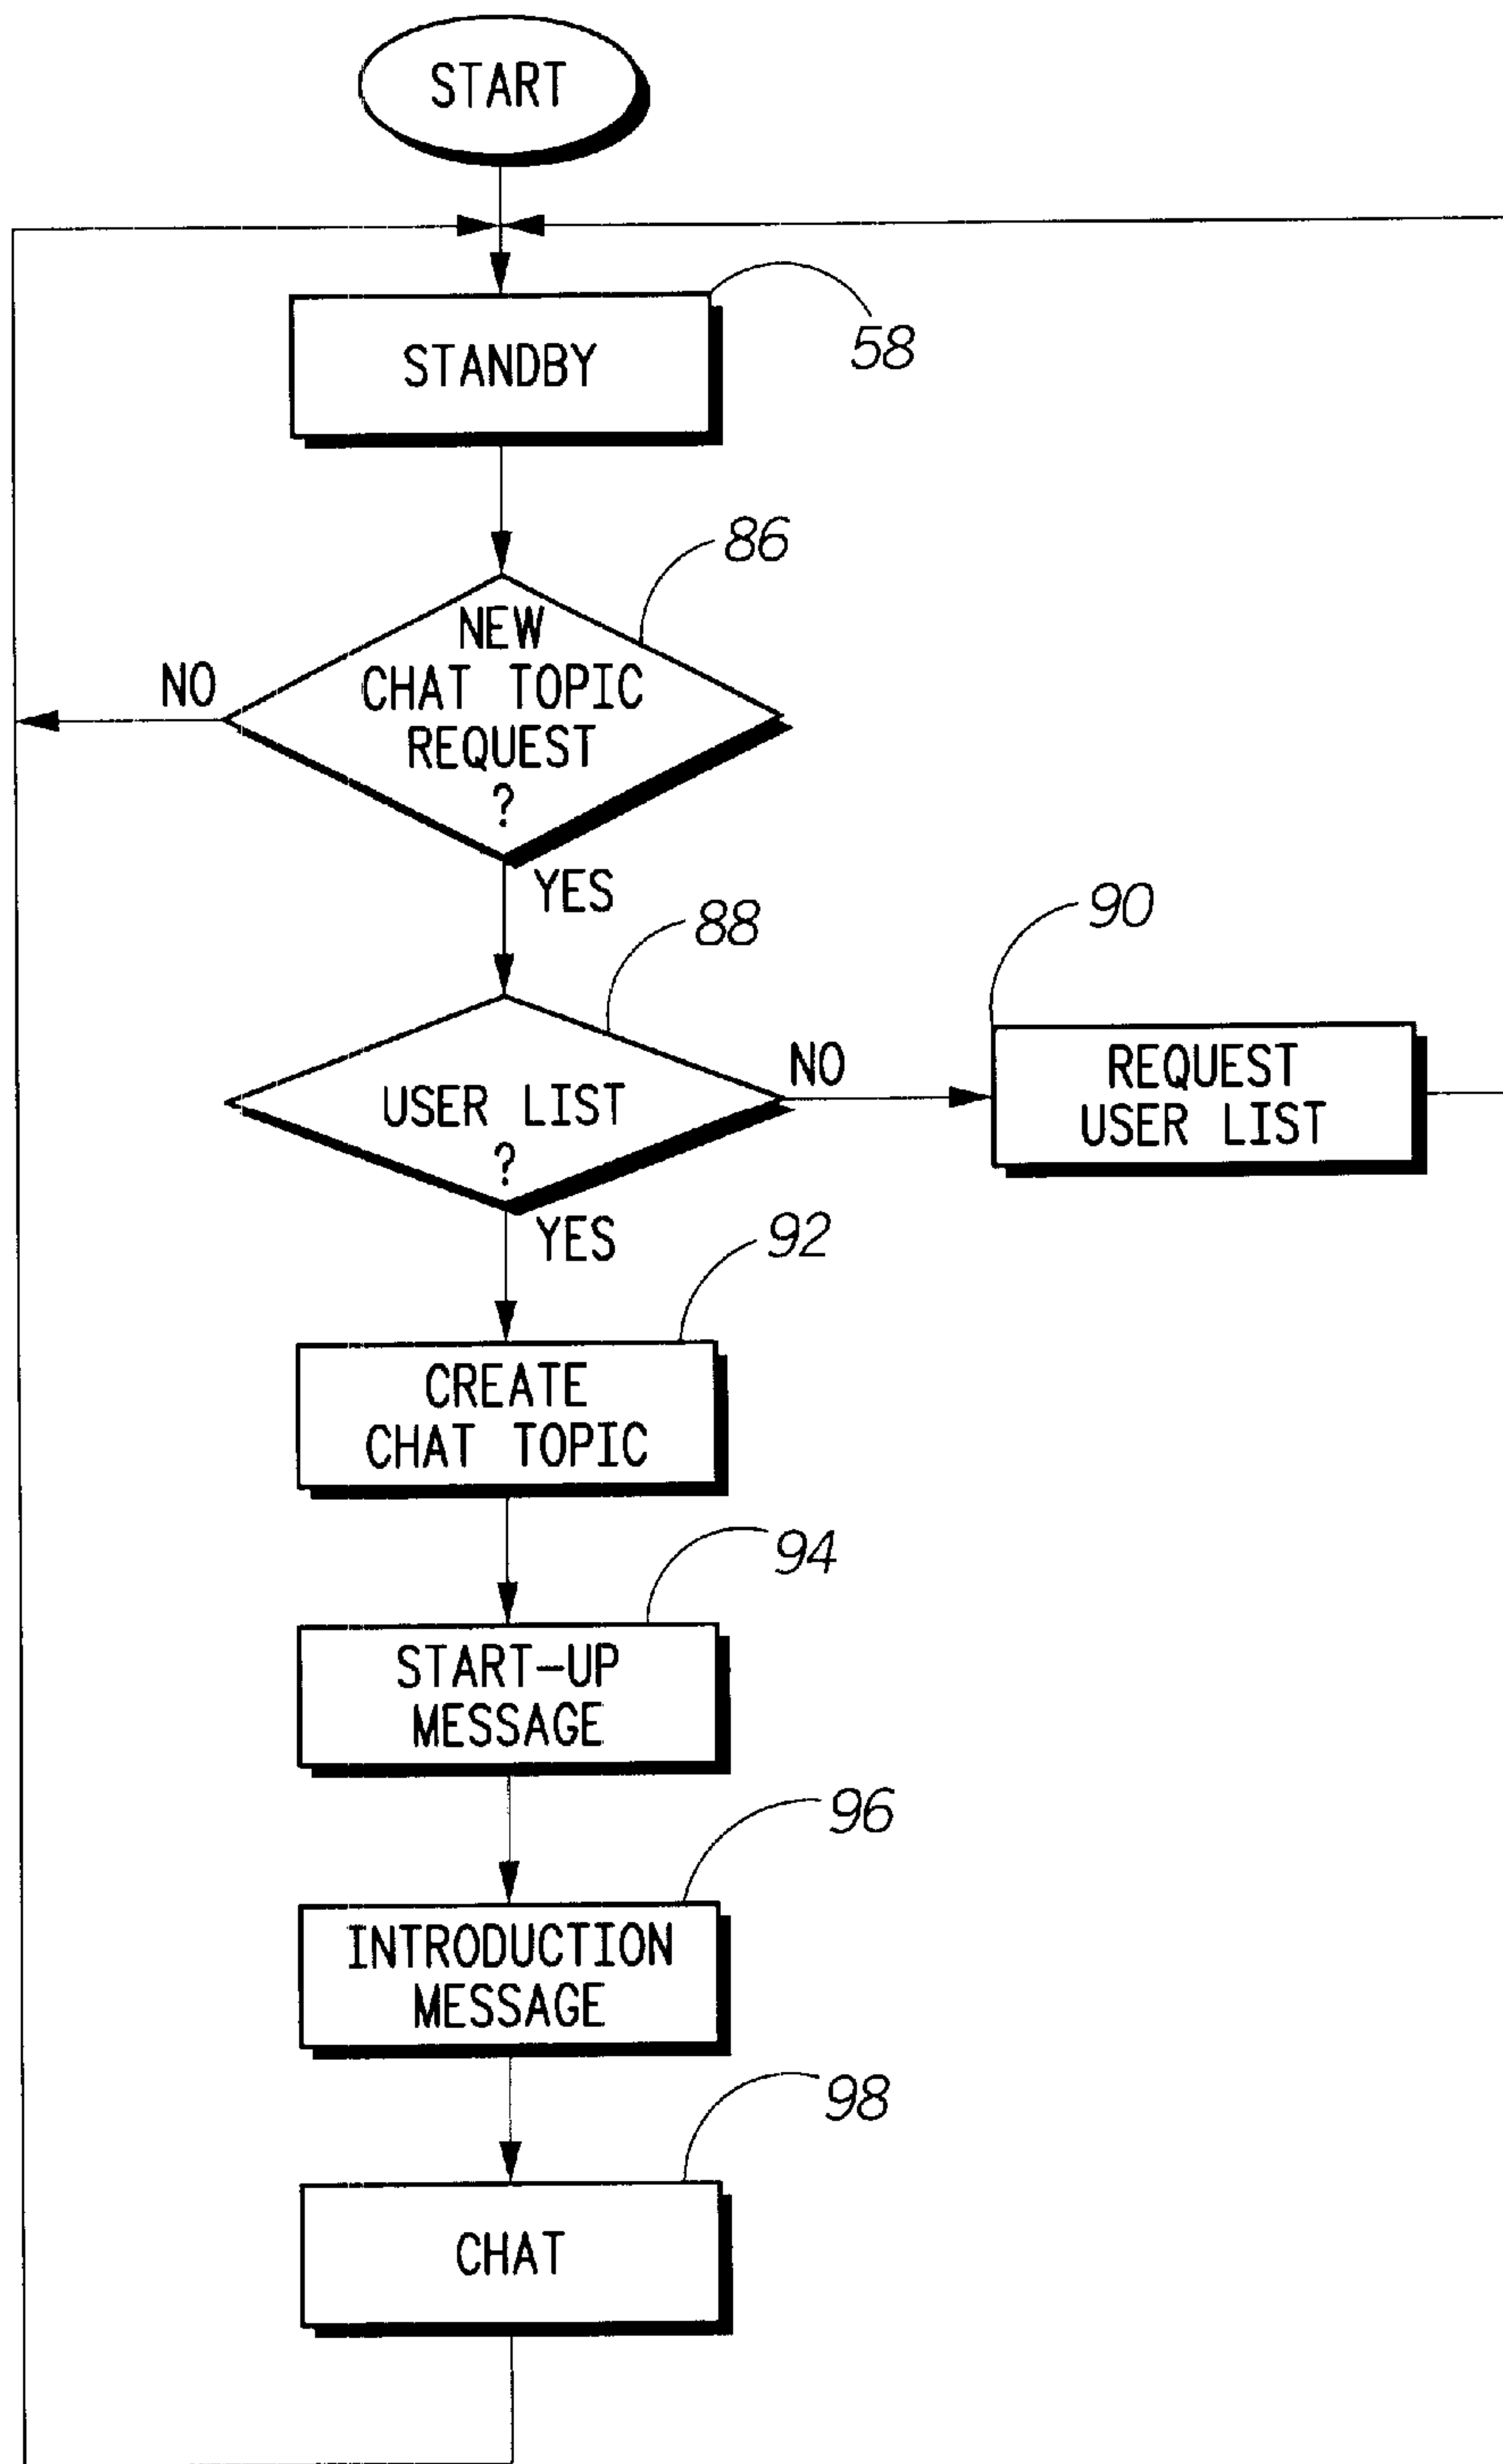 START
STANDBY
58
86
NEW
CHAT TOPIC
REQUEST
?
NO
YES
88
90
USER LIST
?
NO
REQUEST
USER LIST
YES
92
CREATE
CHAT TOPIC
94
START-UP
MESSAGE
96
INTRODUCTION
MESSAGE
98
CHAT